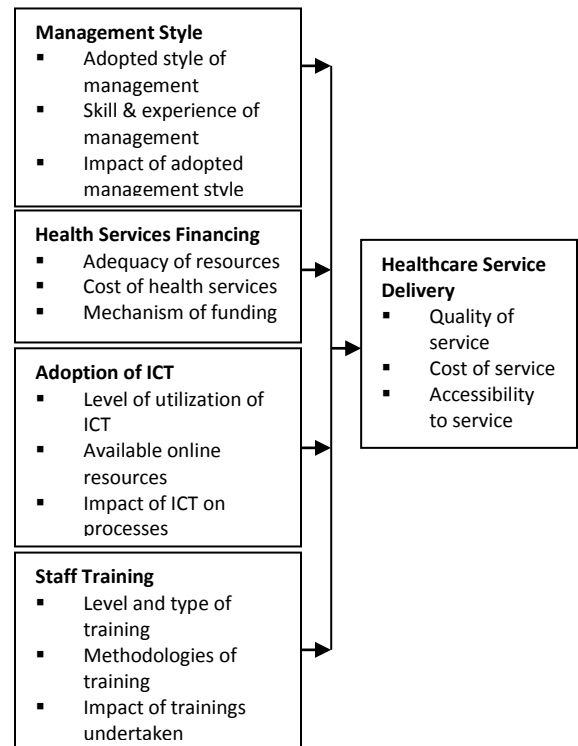 Management Style
▪ Adopted style of
management
▪ Skill & experience of
management
▪ Impact of adopted
management style
Health Services Financing
▪ Adequacy of resources
▪ Cost of health services
▪ Mechanism of funding
Adoption of ICT
▪ Level of utilization of
ICT
▪ Available online
resources
▪ Impact of ICT on
processes
Staff Training
▪ Level and type of
training
▪ Methodologies of
training
▪ Impact of trainings
undertaken
Healthcare Service
Delivery
▪ Quality of
service
▪ Cost of service
▪ Accessibility
to service